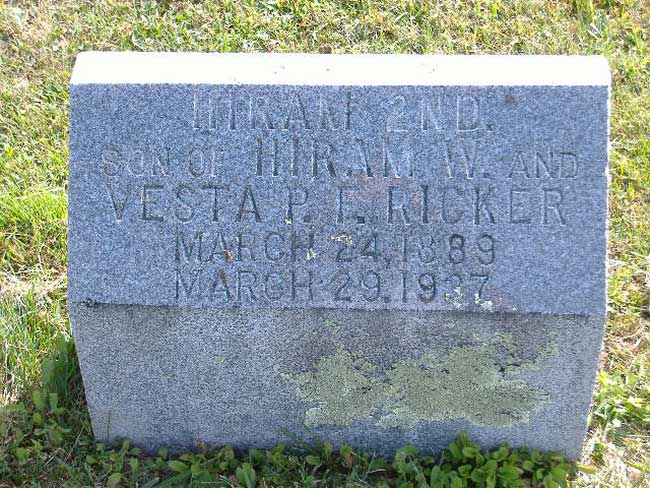 HIRAM 2ND.
SON OF HIRAM W. AND
VESTA P. F. RICKER
MARCH 24, 1889
MARCH 29, 1927